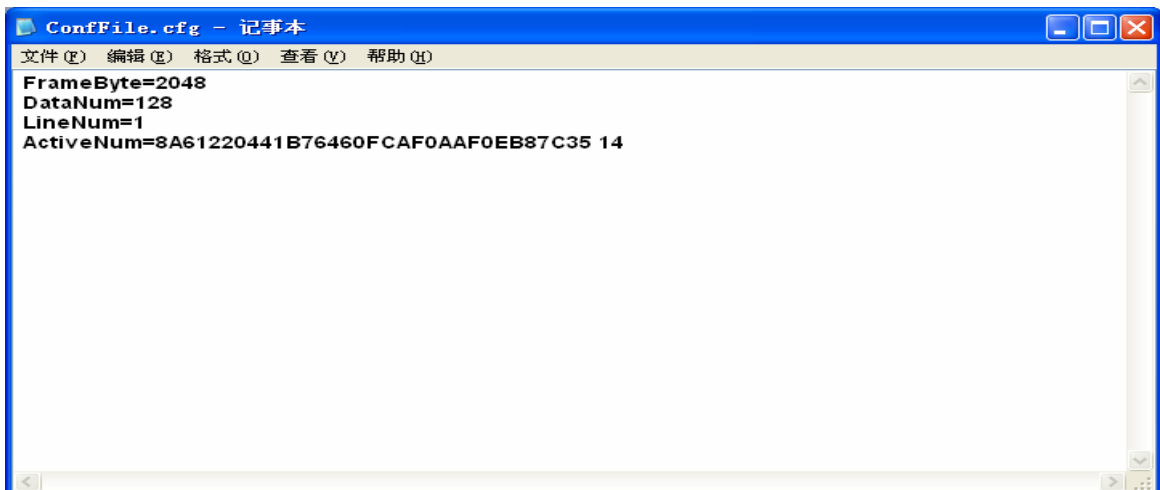 ConfFile.cfg - 记事本
文件(F) 编辑(E) 格式(O) 查看(V) 帮助(H)
FrameByte=2048
DataNum=128
LineNum=1
ActiveNum=8A61220441B76460FCAF0AAF0EB87C35 14